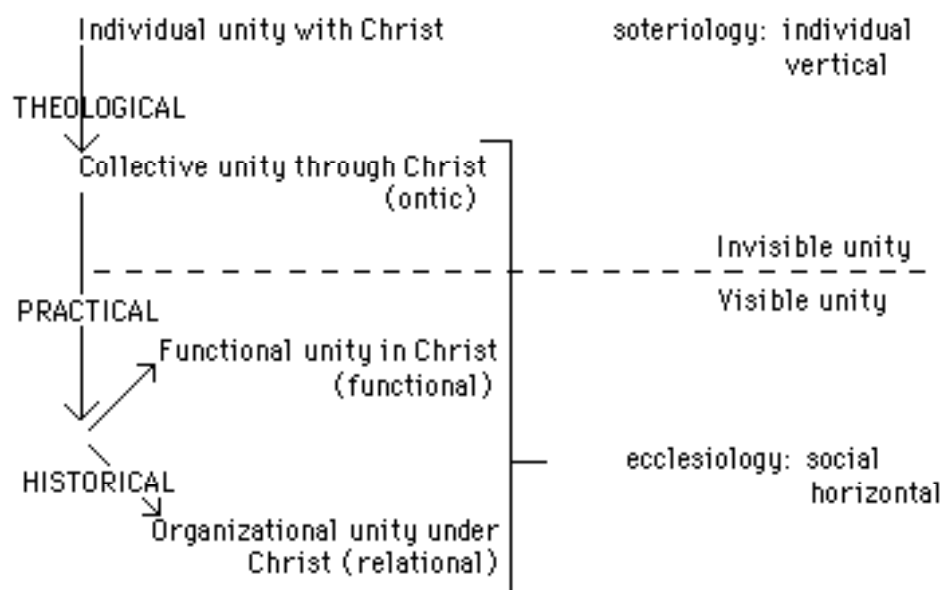 Individual unity with Christ
soteriology: individual
vertical
THEOLOGICAL
Collective unity through Christ
(ontic)
Invisible unity
Visible unity
PRACTICAL
Functional unity in Christ
(functional)
ecclesiology: social
horizontal
HISTORICAL
Organizational unity under
Christ (relational)